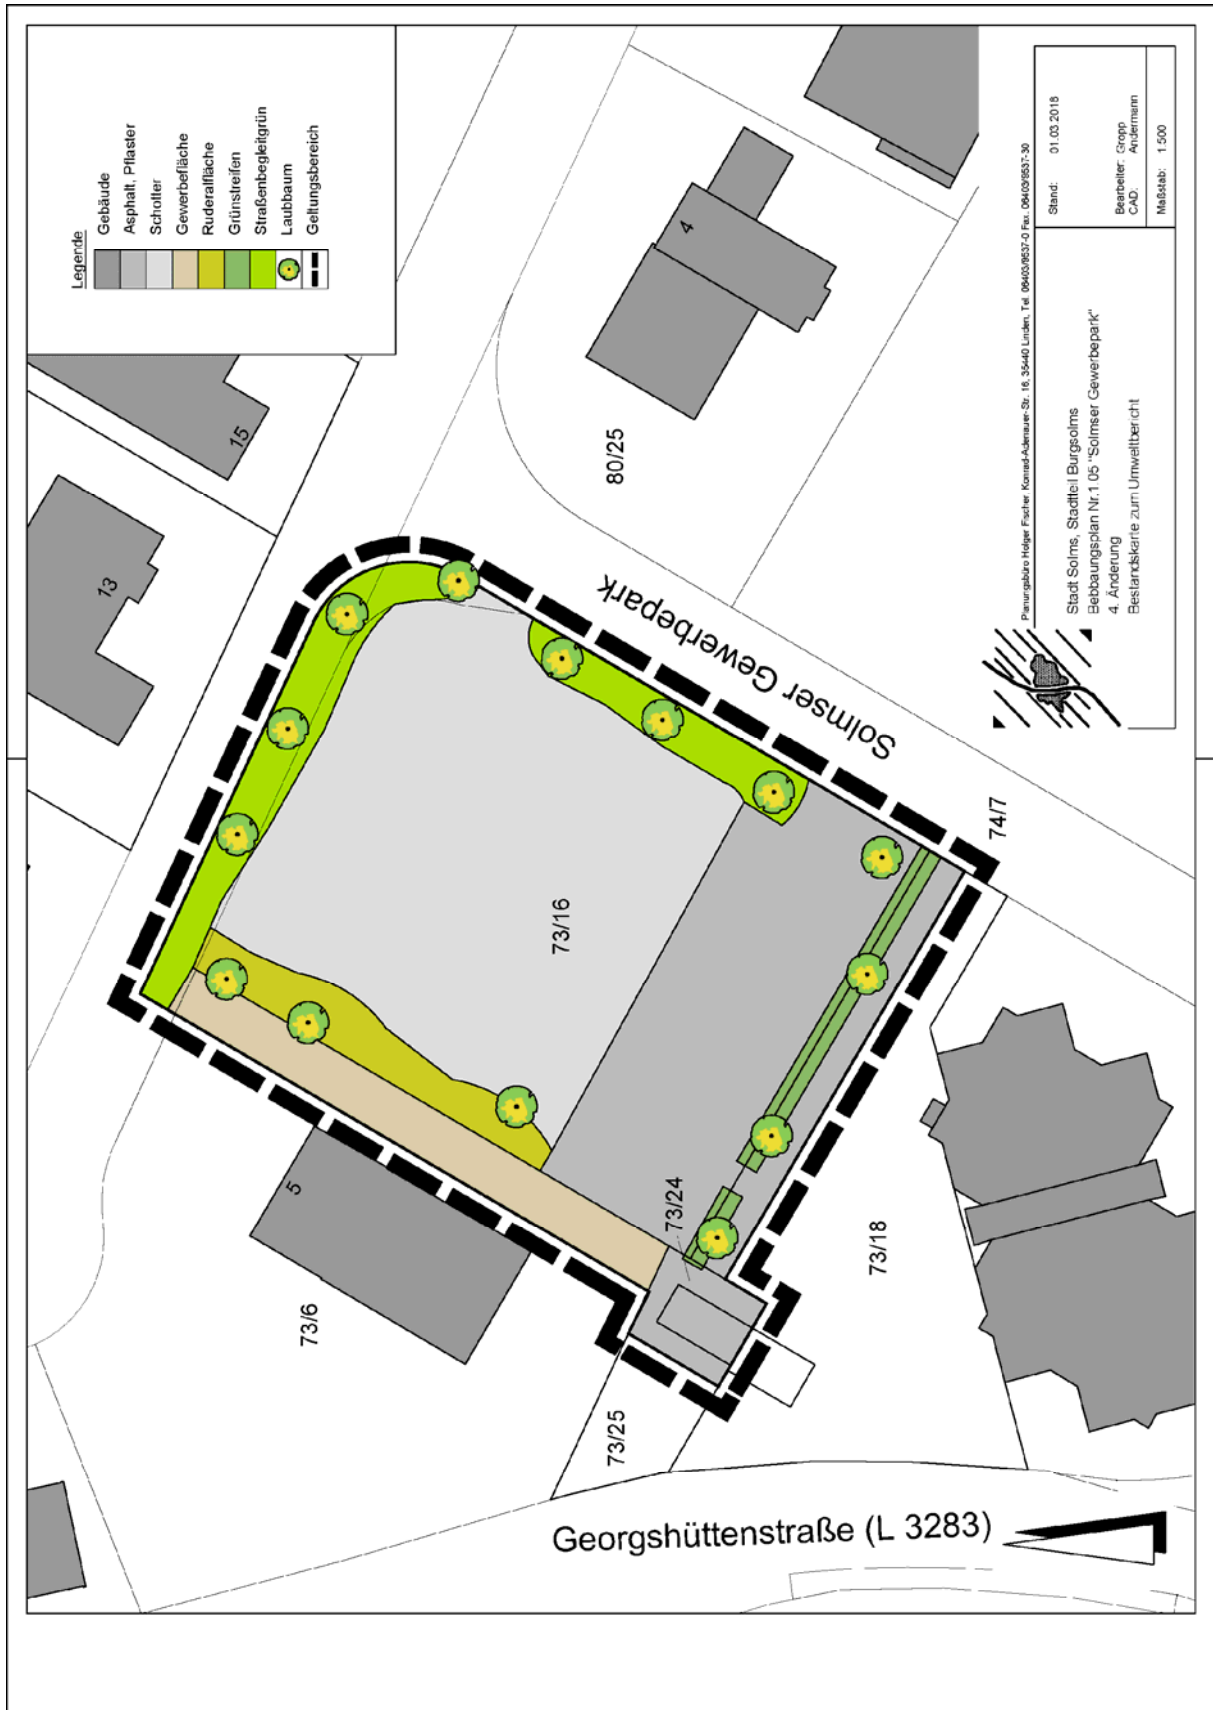 Legende
Gebäude
Asphalt, Pflaster
Schotter
Gewerbefläche
Ruderalfläche
Grünstreifen
Straßenbegleitgrün
Laubbaum
Geltungsbereich
13
15
4
80/25
Solmser Gewerbepark
73/16
5
73/6
73/24
73/25
73/18
74/7
Georgshüttenstraße (L 3283)
Planungsbüro Holger Fischer, Konrad-Adenauer-Str. 16, 35440 Linden, Tel. 06403/9537-0 Fax. 06403/9537-30
Stadt Solms, Stadtteil Burgsolms
Bebbaungsplan Nr.1.05 "Solmser Gewerbepark"
4. Änderung
Bestandskarte zum Umweltbericht
Stand: 01.03.2018
Bearbeiter: Gropp
CAD: Andermann
Maßstab: 1:500